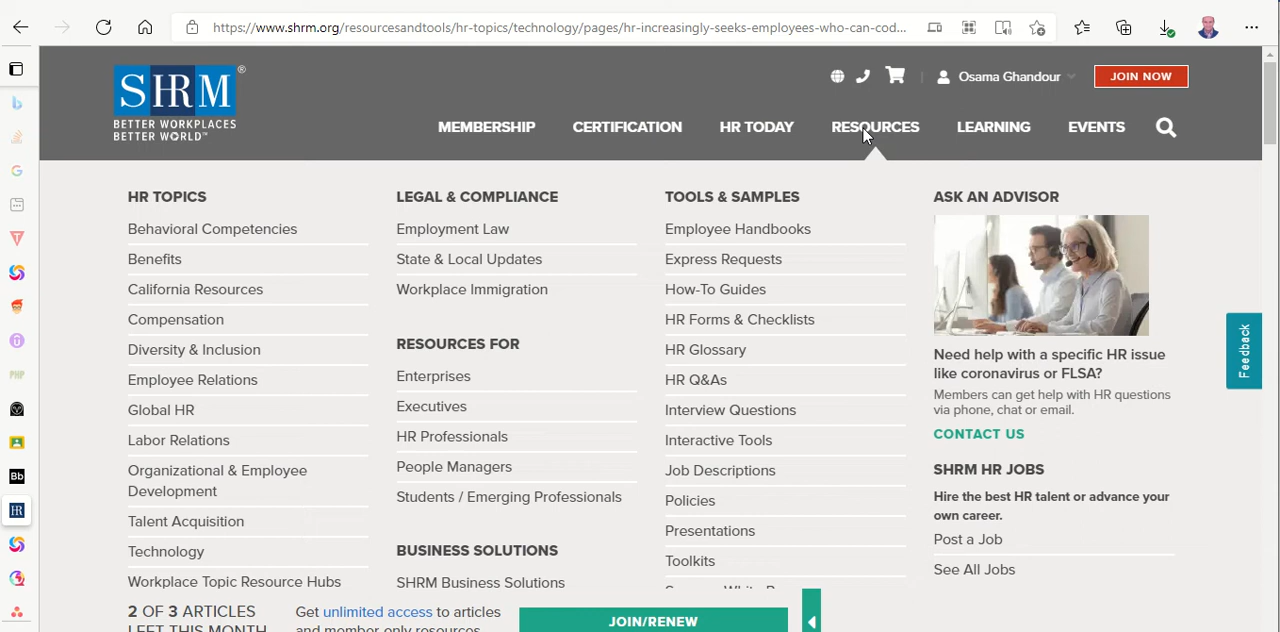 https://www.shrm.org/resourcesandtools/hr-topics/technology/pages/hr-increasingly-seeks-employees-who-can-cod...
SHRM®
BETTER WORKPLACES
BETTER WORLD™
Osama Ghandour
JOIN NOW
MEMBERSHIP
CERTIFICATION
HR TODAY
RESOURCES
LEARNING
EVENTS
HR TOPICS
Behavioral Competencies
Benefits
California Resources
Compensation
Diversity & Inclusion
Employee Relations
Global HR
Labor Relations
Organizational & Employee
Development
Talent Acquisition
Technology
Workplace Topic Resource Hubs
LEGAL & COMPLIANCE
Employment Law
State & Local Updates
Workplace Immigration
RESOURCES FOR
Enterprises
Executives
HR Professionals
People Managers
Students / Emerging Professionals
BUSINESS SOLUTIONS
SHRM Business Solutions
TOOLS & SAMPLES
Employee Handbooks
Express Requests
How-To Guides
HR Forms & Checklists
HR Glossary
HR Q&As
Interview Questions
Interactive Tools
Job Descriptions
Policies
Presentations
Toolkits
ASK AN ADVISOR
Need help with a specific HR issue
like coronavirus or FLSA?
Members can get help with HR questions
via phone, chat or email.
CONTACT US
SHRM HR JOBS
Hire the best HR talent or advance your
own career.
Post a Job
See All Jobs
Feedback
2 OF 3 ARTICLES
LEFT THIS MONTH
Get unlimited access to articles
and member-only resources.
JOIN/RENEW
PHP
Bb
HR